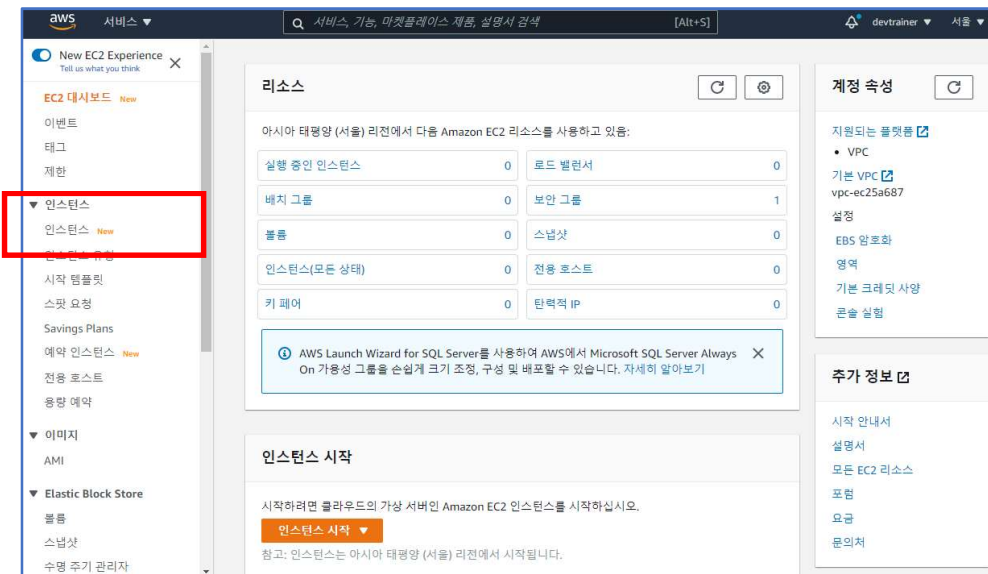 aws 서비스 ▼ 서비스, 기능, 마켓플레이스 제품, 설명서 검색 [Alt+S] devtrainer ▼ 서울 ▼
New EC2 Experience
Tell us what you think
EC2 대시보드 New
이벤트
태그
제한
▼ 인스턴스
인스턴스 New
인스턴스 유형
시작 템플릿
스팟 요청
Savings Plans
예약 인스턴스 New
전용 호스트
용량 예약
▼ 이미지
AMI
▼ Elastic Block Store
볼륨
스냅샷
수명 주기 관리자
리소스
아시아 태평양 (서울) 리전에서 다음 Amazon EC2 리소스를 사용하고 있음:
실행 중인 인스턴스 0 로드 밸런서 0
배치 그룹 0 보안 그룹 1
볼륨 0 스냅샷 0
인스턴스(모든 상태) 0 전용 호스트 0
키 페어 0 탄력적 IP 0
AWS Launch Wizard for SQL Server를 사용하여 AWS에서 Microsoft SQL Server Always
On 가용성 그룹을 손쉽게 크기 조정, 구성 및 배포할 수 있습니다. 자세히 알아보기
인스턴스 시작
시작하려면 클라우드의 가상 서버인 Amazon EC2 인스턴스를 시작하십시오.
인스턴스 시작 ▼
참고: 인스턴스는 아시아 태평양 (서울) 리전에서 시작됩니다.
계정 속성
지원되는 플랫폼
• VPC
기본 VPC
vpc-ec25a687
설정
EBS 암호화
영역
기본 크레딧 사양
콘솔 실험
추가 정보
시작 안내서
설명서
모든 EC2 리소스
포럼
요금
문의처